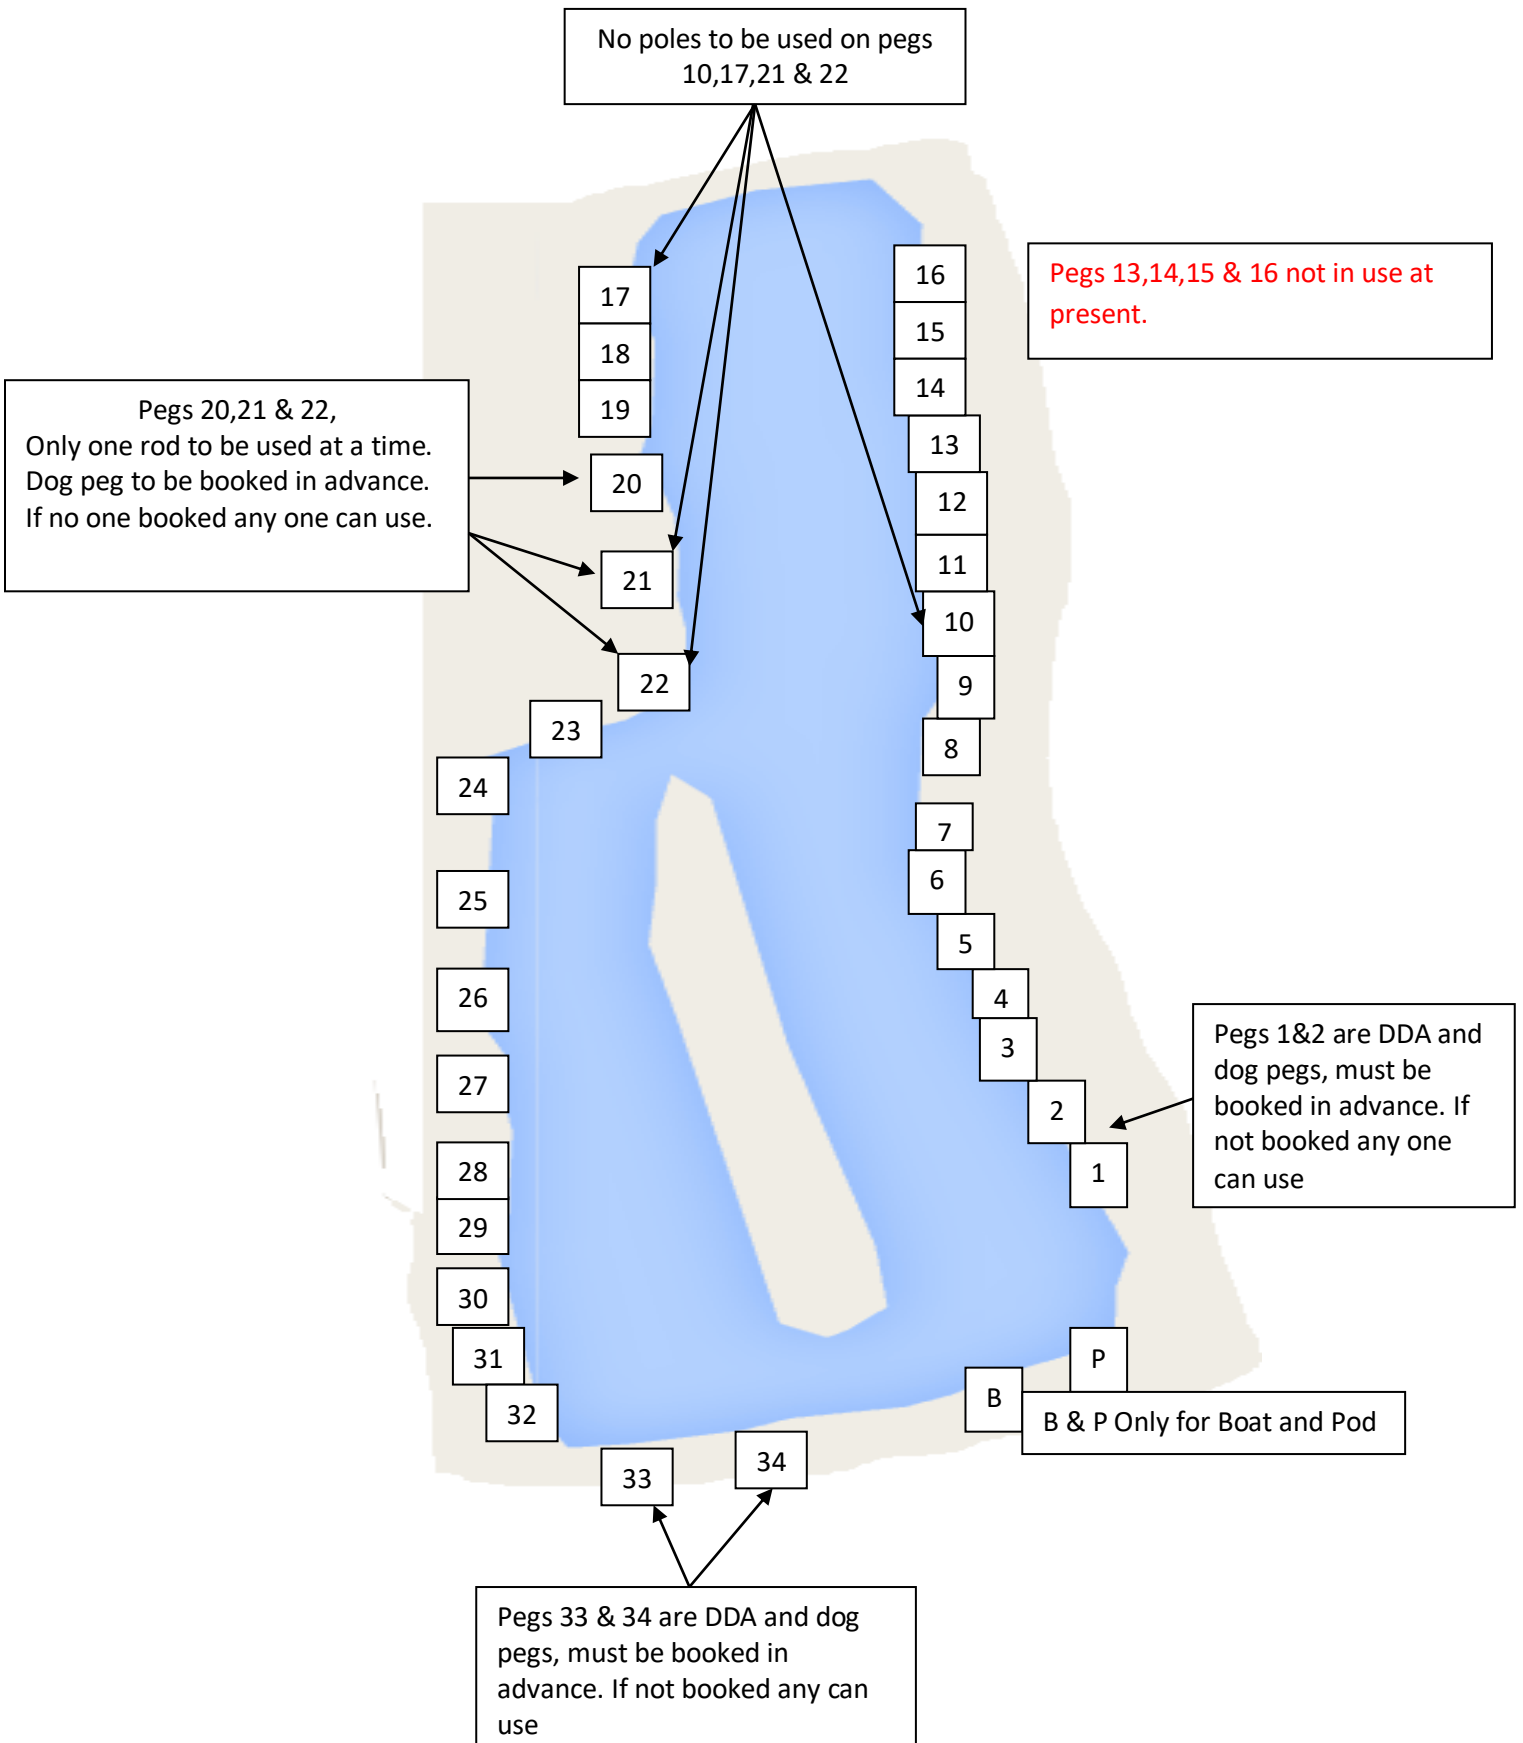 No poles to be used on pegs
10,17,21 & 22
Pegs 13,14,15 & 16 not in use at
present.
16
17
15
18
14
19
13
Pegs 20,21 & 22,
Only one rod to be used at a time.
Dog peg to be booked in advance.
If no one booked any one can use.
20
12
11
21
10
22
9
23
8
24
7
6
25
5
26
4
3
27
2
Pegs 1&2 are DDA and
dog pegs, must be
booked in advance. If
not booked any one
can use
28
1
29
30
31
P
B
32
B & P Only for Boat and Pod
34
33
Pegs 33 & 34 are DDA and dog
pegs, must be booked in
advance. If not booked any can
use